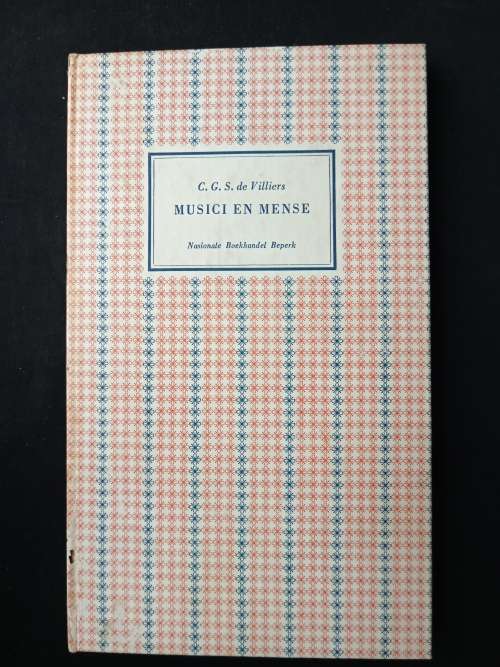 C. G. S. de Villiers
MUSICI EN MENSE
Nasionale Boekhandel Beperk